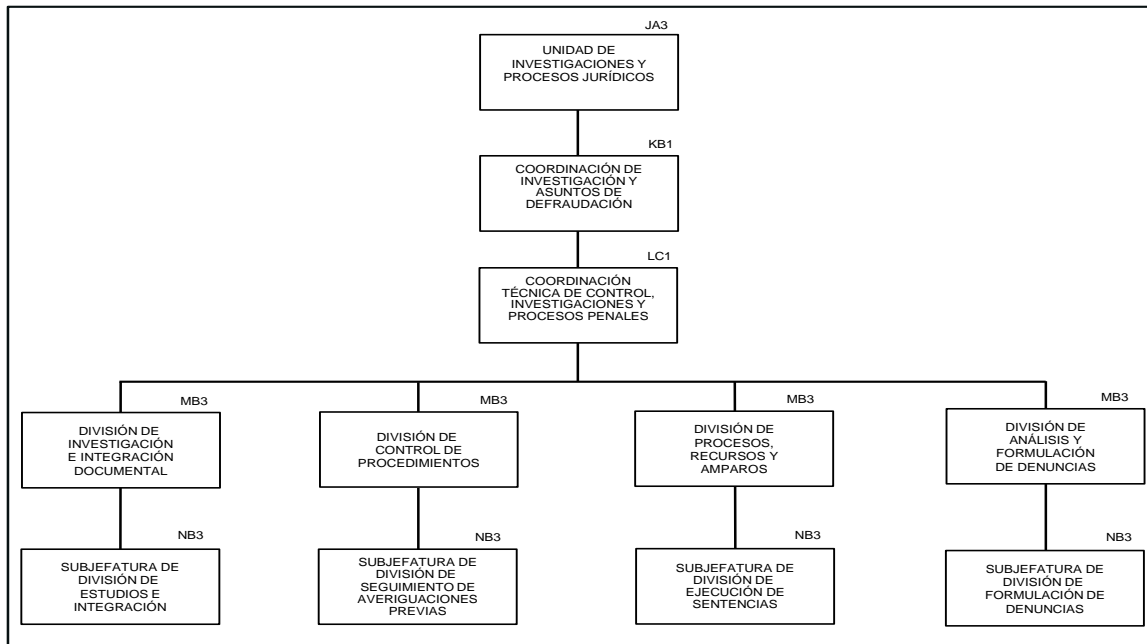 JA3
UNIDAD DE
INVESTIGACIONES Y
PROCESOS JURÍDICOS
KB1
COORDINACIÓN DE
INVESTIGACIÓN Y
ASUNTOS DE
DEFRAUDACIÓN
LC1
COORDINACIÓN
TÉCNICA DE CONTROL,
INVESTIGACIONES Y
PROCESOS PENALES
MB3
DIVISIÓN DE
INVESTIGACIÓN
E INTEGRACIÓN
DOCUMENTAL
MB3
DIVISIÓN DE
CONTROL DE
PROCEDIMIENTOS
MB3
DIVISIÓN DE
PROCESOS,
RECURSOS Y
AMPAROS
MB3
DIVISIÓN DE
ANÁLISIS Y
FORMULACIÓN
DE DENUNCIAS
NB3
SUBJEFATURA DE
DIVISIÓN DE
ESTUDIOS E
INTEGRACIÓN
NB3
SUBJEFATURA DE
DIVISIÓN DE
SEGUIMIENTO DE
AVERIGUACIONES
PREVIAS
NB3
SUBJEFATURA DE
DIVISIÓN DE
EJECUCIÓN DE
SENTENCIAS
NB3
SUBJEFATURA DE
DIVISIÓN DE
FORMULACIÓN DE
DENUNCIAS